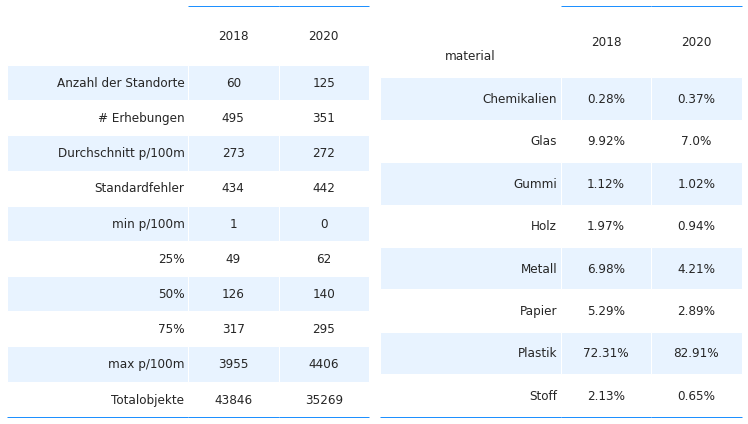 2018 2020
Anzahl der Standorte 60 125
# Erhebungen 495 351
Durchschnitt p/100m 273 272
Standardfehler 434 442
min p/100m 1 0
25% 49 62
50% 126 140
75% 317 295
max p/100m 3955 4406
Totalobjekte 43846 35269
2018 2020
material
Chemikalien 0.28% 0.37%
Glas 9.92% 7.0%
Gummi 1.12% 1.02%
Holz 1.97% 0.94%
Metall 6.98% 4.21%
Papier 5.29% 2.89%
Plastik 72.31% 82.91%
Stoff 2.13% 0.65%